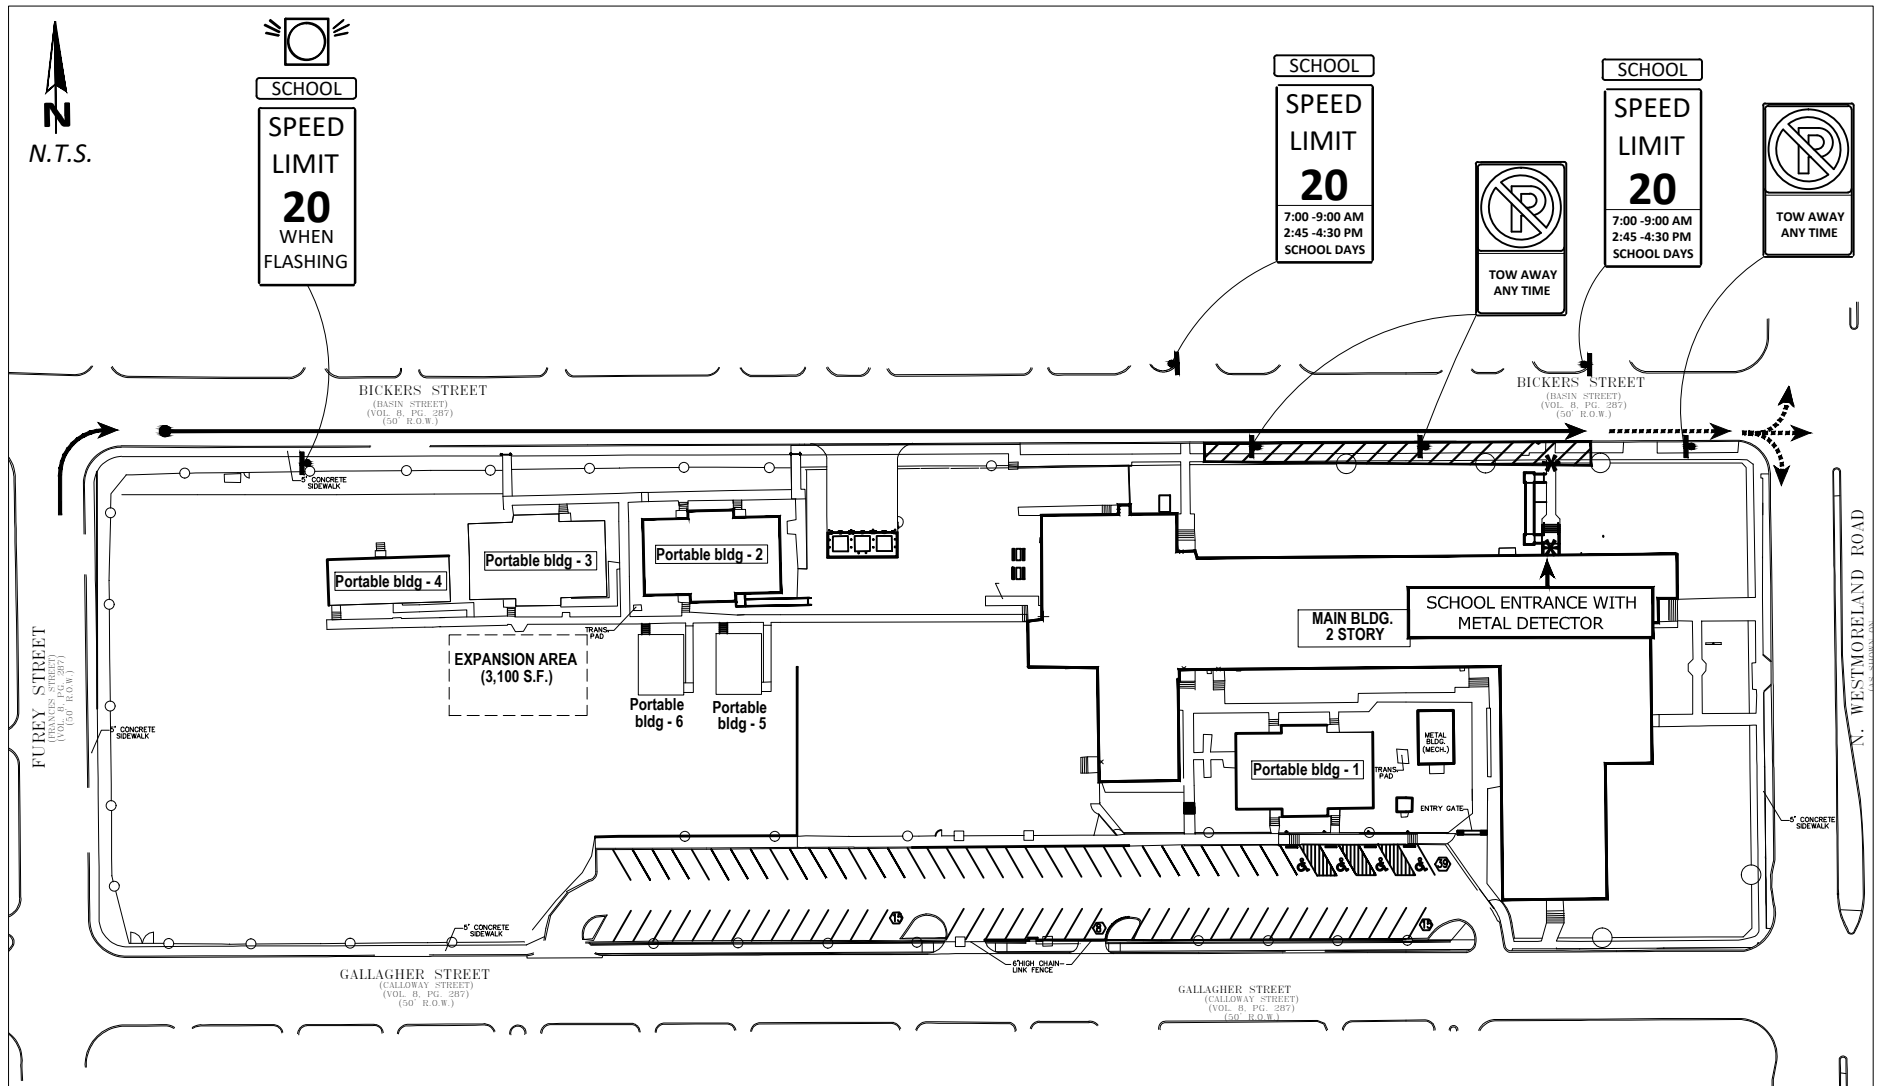 N
N.T.S.
SCHOOL
SPEED
LIMIT
20
WHEN
FLASHING
SCHOOL
SPEED
LIMIT
20
7:00 -9:00 AM
2:45 -4:30 PM
SCHOOL DAYS
P
TOW AWAY
ANY TIME
SCHOOL
SPEED
LIMIT
20
7:00 -9:00 AM
2:45 -4:30 PM
SCHOOL DAYS
P
TOW AWAY
ANY TIME
BICKERS STREET
(BASIN STREET)
(VOL. 8, PG. 287)
(50' R.O.W.)
BICKERS STREET
(BASIN STREET)
(VOL. 8, PG. 287)
(50' R.O.W.)
5' CONCRETE
SIDEWALK
Portable bldg - 4
Portable bldg - 3
Portable bldg - 2
TRANS.
PAD
EXPANSION AREA
(3,100 S.F.)
Portable
bldg - 6
Portable
bldg - 5
MAIN BLDG.
2 STORY
SCHOOL ENTRANCE WITH
METAL DETECTOR
METAL
BLDG.
(MECH.)
Portable bldg - 1
TRANS.
PAD
ENTRY GATE
FUREY STREET
(FRANCES STREET)
(VOL. 8, PG. 287)
(50' R.O.W.)
5' CONCRETE
SIDEWALK
N. WESTMORELAND ROAD
(AS SHOWN ON
5' CONCRETE
SIDEWALK
39
15
8
15
5' CONCRETE
SIDEWALK
6'HIGH CHAIN-
LINK FENCE
GALLAGHER STREET
(CALLOWAY STREET)
(VOL. 8, PG. 287)
(50' R.O.W.)
GALLAGHER STREET
(CALLOWAY STREET)
(VOL. 8, PG. 287)
(50' R.O.W.)